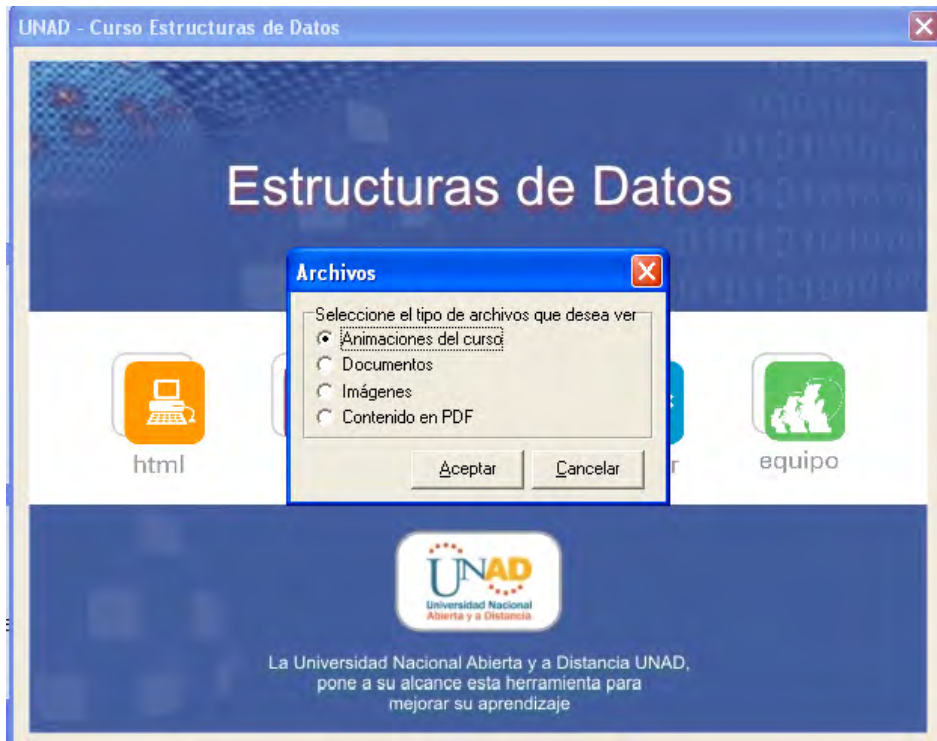 UNAD - Curso Estructuras de Datos
Estructuras de Datos
Archivos
Seleccione el tipo de archivos que desea ver
Animaciones del curso
Documentos
Imágenes
Contenido en PDF
Aceptar Cancelar
html
equipo
UNAD
Universidad Nacional
Abierta y a Distancia
La Universidad Nacional Abierta y a Distancia UNAD,
pone a su alcance esta herramienta para
mejorar su aprendizaje